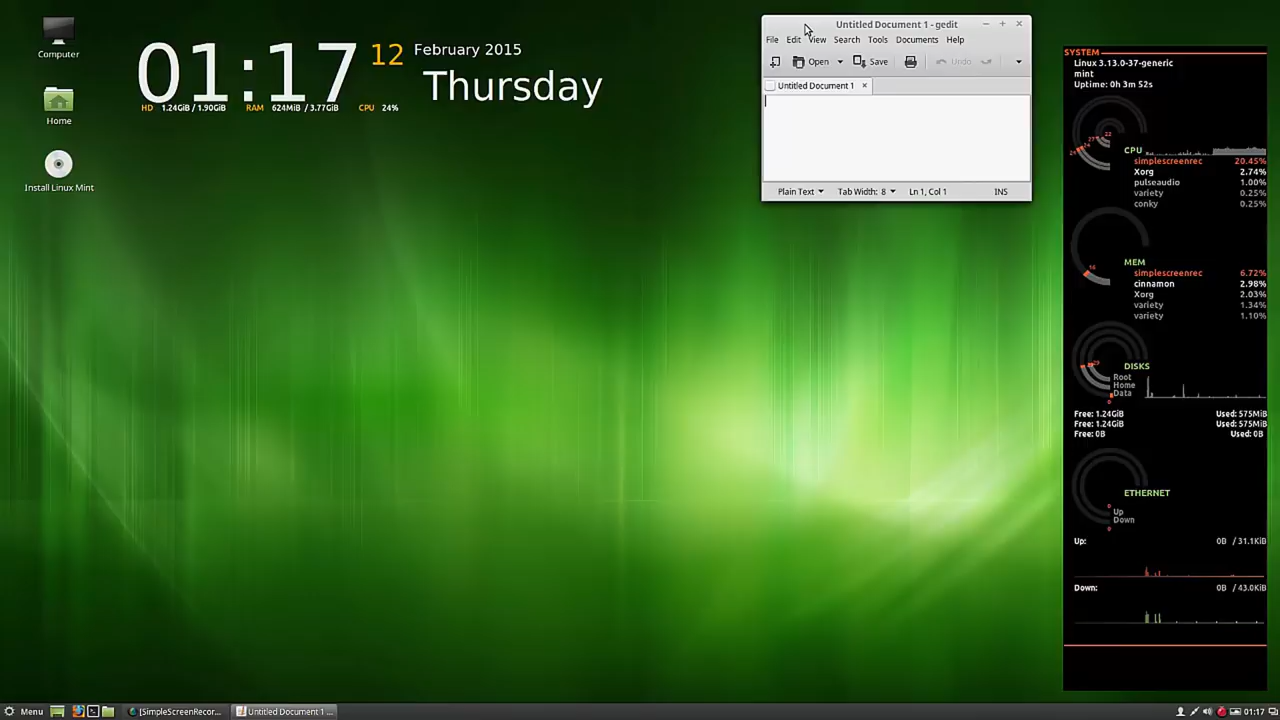 Computer
Home
Install Linux Mint
01:17
12
February 2015
Thursday
HD 1.24GiB / 1.90GiB RAM 624MiB / 3.77GiB CPU 24%
Untitled Document 1 - gedit
File Edit View Search Tools Documents Help
Open Save Undo
Untitled Document 1
Plain Text Tab Width: 8 Ln 1, Col 1 INS
SYSTEM
Linux 3.13.0-37-generic
mint
Uptime: 0h 3m 52s
CPU
simplescreenrec 20.45%
Xorg 2.74%
pulseaudio 1.00%
variety 0.25%
conky 0.25%
MEM
simplescreenrec 6.72%
cinnamon 2.98%
Xorg 2.03%
variety 1.34%
variety 1.10%
DISKS
Root
Home
Data
Free: 1.24GiB Used: 575MiB
Free: 1.24GiB Used: 575MiB
Free: 0B Used: 0B
ETHERNET
Up
Down
Up: 0B / 31.1KiB
Down: 0B / 43.0KiB
Menu [SimpleScreenRecor... Untitled Document 1 ... 01:17